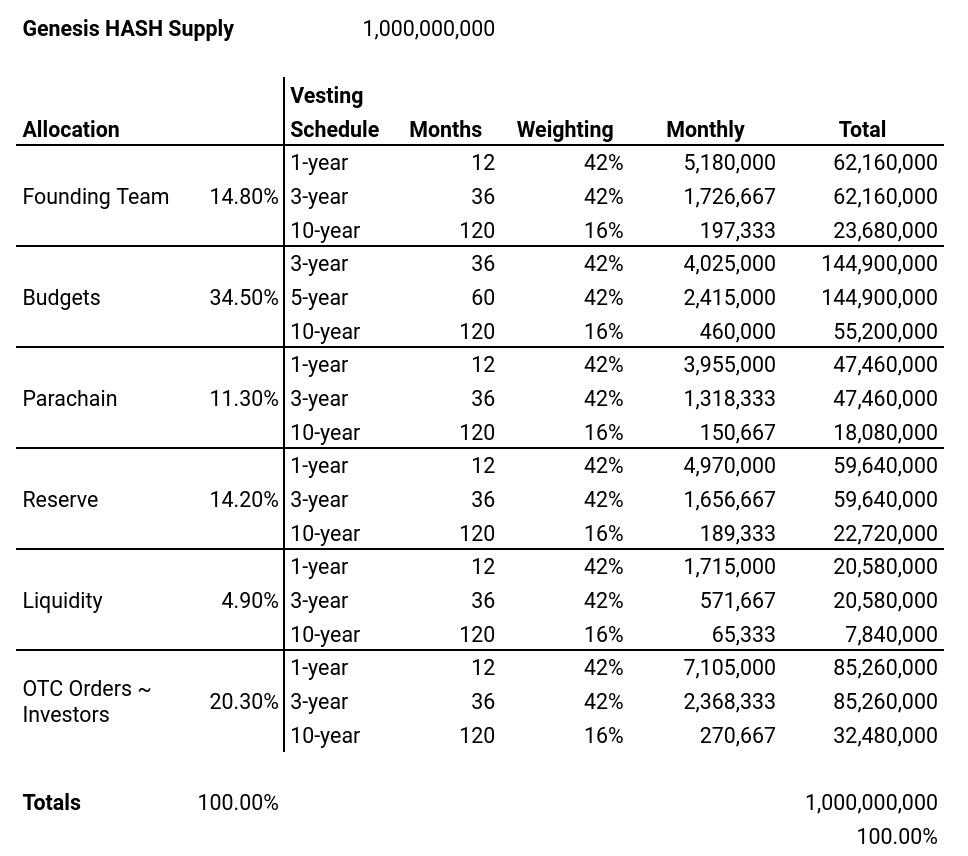 Genesis HASH Supply 1,000,000,000
Vesting
Allocation Schedule Months Weighting Monthly Total
1-year 12 42% 5,180,000 62,160,000
Founding Team 14.80% 3-year 36 42% 1,726,667 62,160,000
10-year 120 16% 197,333 23,680,000
3-year 36 42% 4,025,000 144,900,000
Budgets 34.50% 5-year 60 42% 2,415,000 144,900,000
10-year 120 16% 460,000 55,200,000
1-year 12 42% 3,955,000 47,460,000
Parachain 11.30% 3-year 36 42% 1,318,333 47,460,000
10-year 120 16% 150,667 18,080,000
1-year 12 42% 4,970,000 59,640,000
Reserve 14.20% 3-year 36 42% 1,656,667 59,640,000
10-year 120 16% 189,333 22,720,000
1-year 12 42% 1,715,000 20,580,000
Liquidity 4.90% 3-year 36 42% 571,667 20,580,000
10-year 120 16% 65,333 7,840,000
1-year 12 42% 7,105,000 85,260,000
OTC Orders ~
Investors 20.30% 3-year 36 42% 2,368,333 85,260,000
10-year 120 16% 270,667 32,480,000
Totals 100.00% 1,000,000,000
100.00%